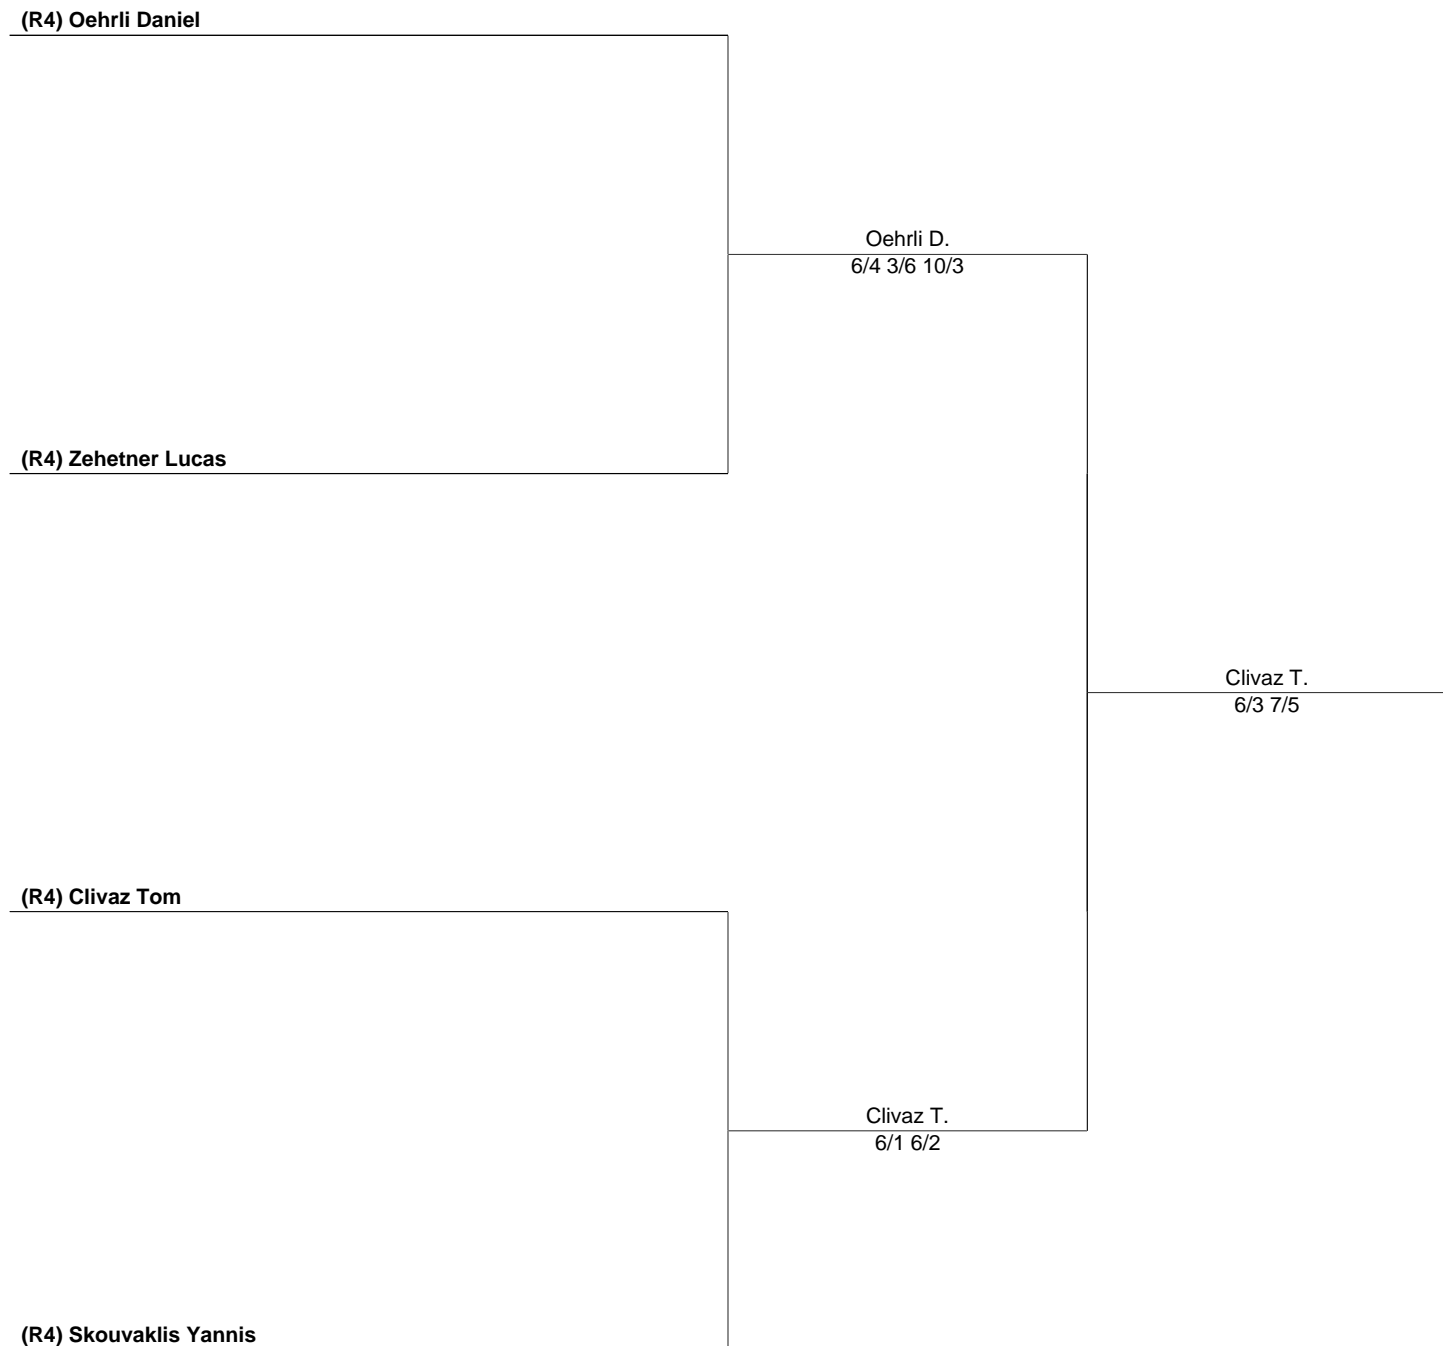 (R4) Oehrli Daniel
Oehrli D.
6/4 3/6 10/3
(R4) Zehetner Lucas
Clivaz T.
6/3 7/5
(R4) Clivaz Tom
Clivaz T.
6/1 6/2
(R4) Skouvaklis Yannis